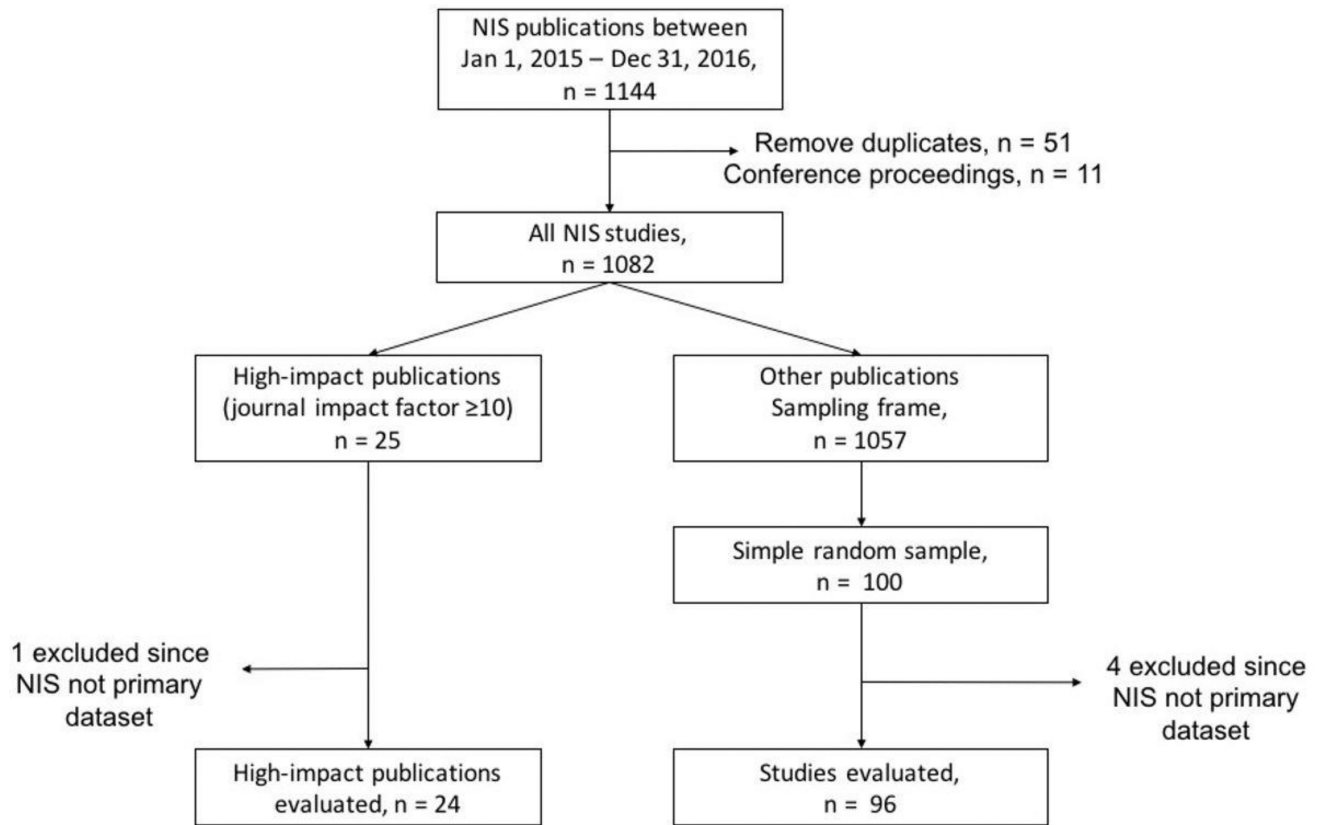 NIS publications between
Jan 1, 2015 – Dec 31, 2016,
n = 1144
Remove duplicates, n = 51
Conference proceedings, n = 11
All NIS studies,
n = 1082
High-impact publications
(journal impact factor ≥10)
n = 25
Other publications
Sampling frame,
n = 1057
Simple random sample,
n = 100
1 excluded since
NIS not primary
dataset
4 excluded since
NIS not primary
dataset
High-impact publications
evaluated, n = 24
Studies evaluated,
n = 96